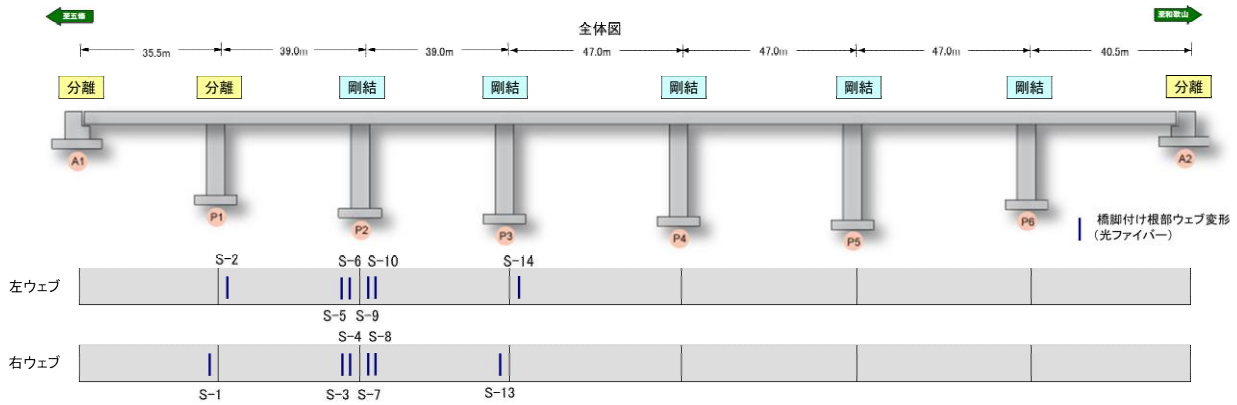 至五條
至和歌山
全体図
35.5m 39.0m 39.0m 47.0m 47.0m 47.0m 40.5m
分離 分離 剛結 剛結 剛結 剛結 剛結 分離
A1 P1 P2 P3 P4 P5 P6 A2
橋脚付け根部ウェブ変形
(光ファイバー)
S-2 S-6 S-10 S-14
左ウェブ
S-5 S-9
S-4 S-8
右ウェブ
S-1 S-3 S-7 S-13